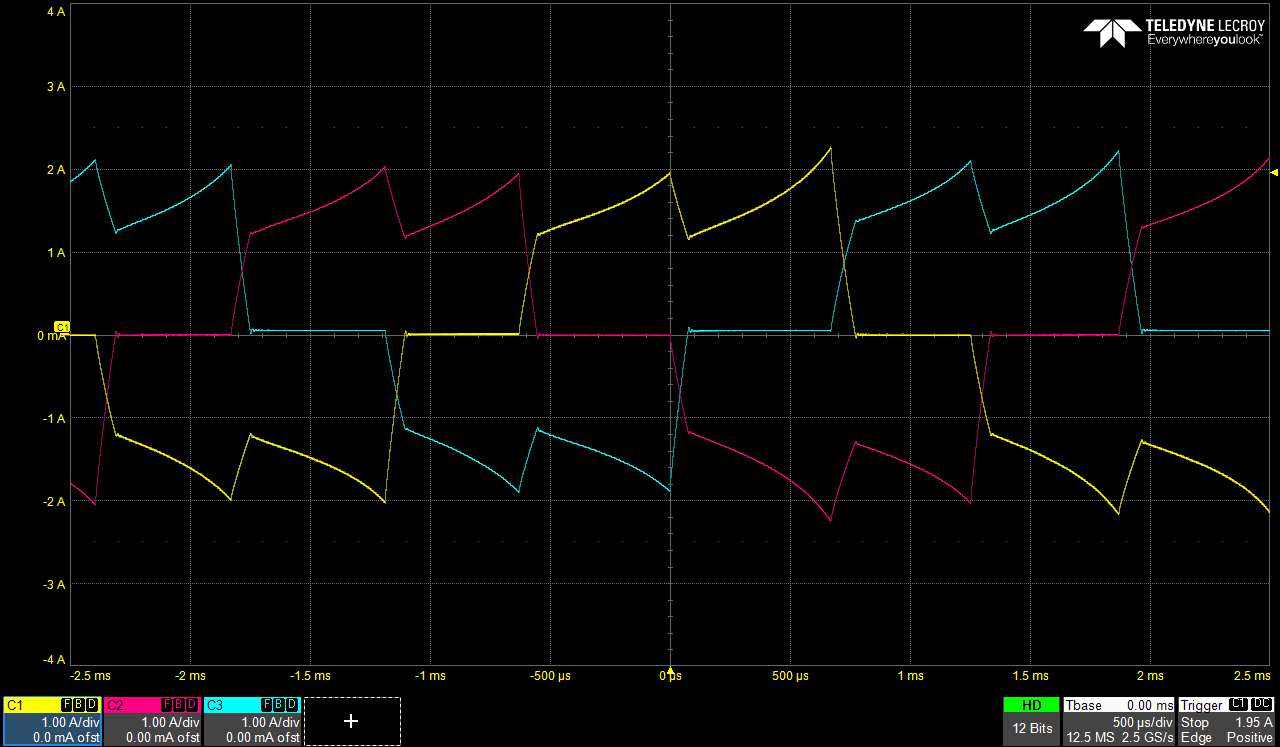 4 A
TELEDYNE LECROY
Everywhereyoulook™
3 A
2 A
1 A
C1
0 mA
-1 A
-2 A
-3 A
-4 A
-2.5 ms -2 ms -1.5 ms -1 ms -500 µs 0 µs 500 µs 1 ms 1.5 ms 2 ms 2.5 ms
C1 F B D C2 F B D C3 F B D HD Tbase 0.00 ms Trigger C1 DC
1.00 A/div 1.00 A/div 1.00 A/div + 12 Bits 500 µs/div Stop 1.95 A
0.0 mA ofst 0.00 mA ofst 0.00 mA ofst 12.5 MS 2.5 GS/s Edge Positive